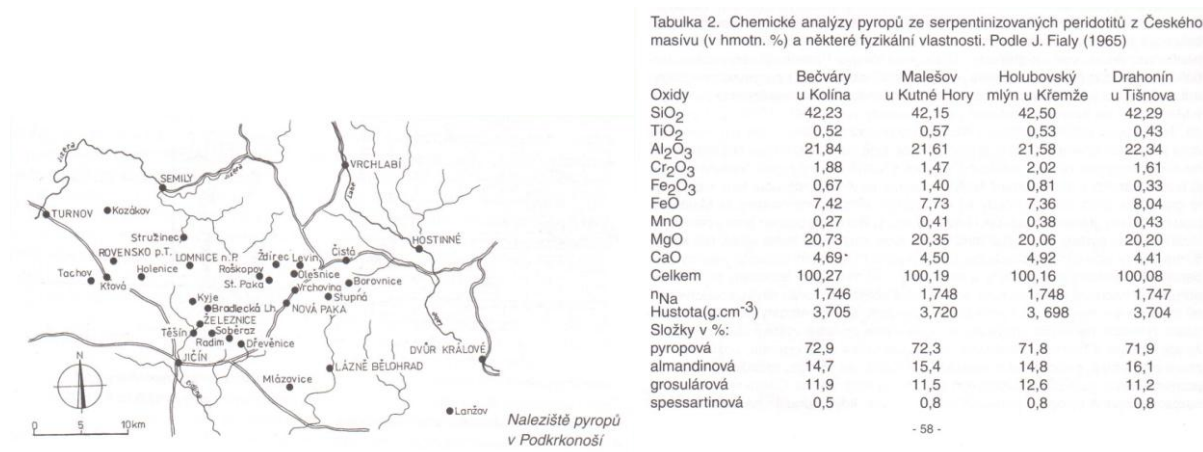 Jizera
Jizera
VRCHLABÍ
SEMILY
Labe
TURNOV
Kozákov
Stružinec
HOSTINNÉ
ROVENSKO p.T.
LOMNICE n.P.
Ždírec
Levín
Čistá
Tachov
Holenice
Roškopov
Olešnice
Ktová
St. Paka
Vrchovina
Borovnice
Kyje
Stupná
Bradlecká Lh.
NOVÁ PAKA
Labe
ŽELEZNICE
Těšín
Soběraz
Radim
Dřevěnice
DVŮR KRÁLOVÉ
JIČÍN
LÁZNĚ BĚLOHRAD
N
Cidlina
Mlázovice
Lanžov
0 5 10km
Naleziště pyropů
v Podkrkonoší
Tabulka 2. Chemické analýzy pyropů ze serpentinizovaných peridotitů z Českého
masívu (v hmotn. %) a některé fyzikální vlastnosti. Podle J. Fialy (1965)
Bečváry Malešov Holubovský Drahonín
Oxidy u Kolína u Kutné Hory mlýn u Křemže u Tišnova
SiO2 42,23 42,15 42,50 42,29
TiO2 0,52 0,57 0,53 0,43
Al2O3 21,84 21,61 21,58 22,34
Cr2O3 1,88 1,47 2,02 1,61
Fe2O3 0,67 1,40 0,81 0,33
FeO 7,42 7,73 7,36 8,04
MnO 0,27 0,41 0,38 0,43
MgO 20,73 20,35 20,06 20,20
CaO 4,69 4,50 4,92 4,41
Celkem 100,27 100,19 100,16 100,08
nNa 1,746 1,748 1,748 1,747
Hustota(g.cm-3) 3,705 3,720 3, 698 3,704
Složky v %:
pyropová 72,9 72,3 71,8 71,9
almandinová 14,7 15,4 14,8 16,1
grosulárová 11,9 11,5 12,6 11,2
spessartinová 0,5 0,8 0,8 0,8
- 58 -